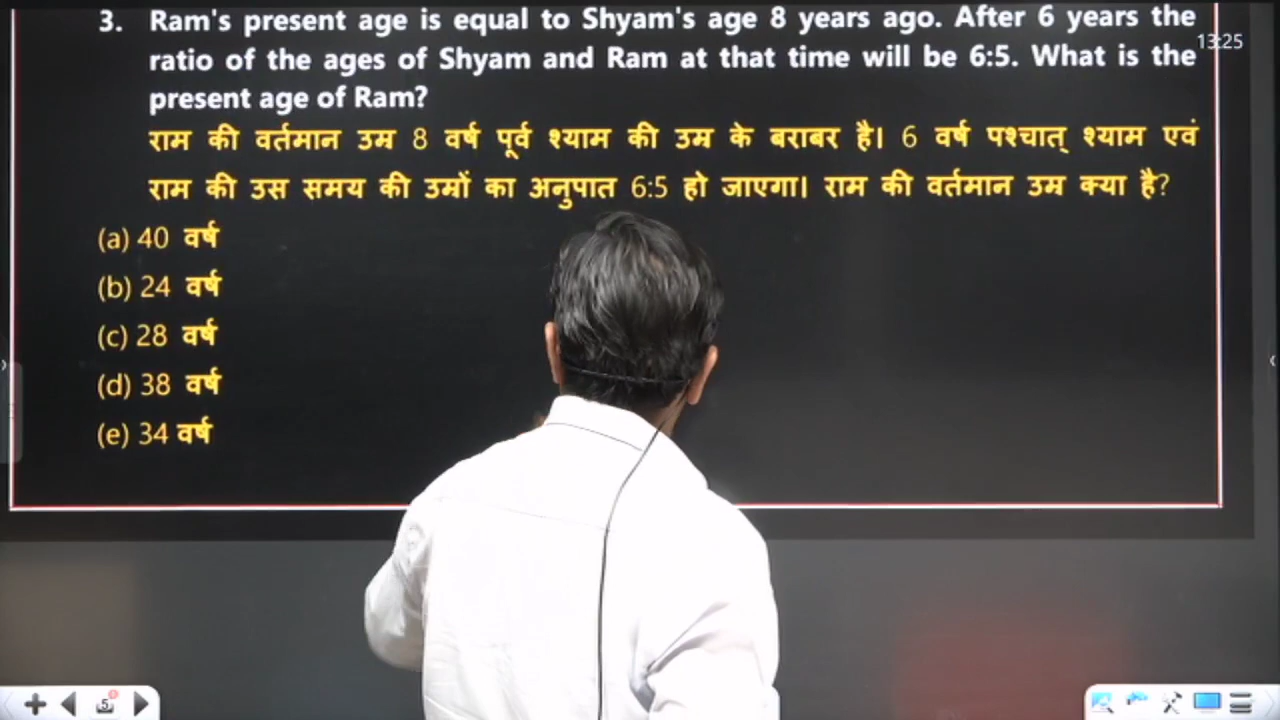 3. Ram's present age is equal to Shyam's age 8 years ago. After 6 years the
13:25
ratio of the ages of Shyam and Ram at that time will be 6:5. What is the
present age of Ram?
राम की वर्तमान उम्र 8 वर्ष पूर्व श्याम की उम्र के बराबर है। 6 वर्ष पश्चात् श्याम एवं
राम की उस समय की उम्रों का अनुपात 6:5 हो जाएगा। राम की वर्तमान उम्र क्या है?
(a) 40 वर्ष
(b) 24 वर्ष
(c) 28 वर्ष
(d) 38 वर्ष
(e) 34 वर्ष
5